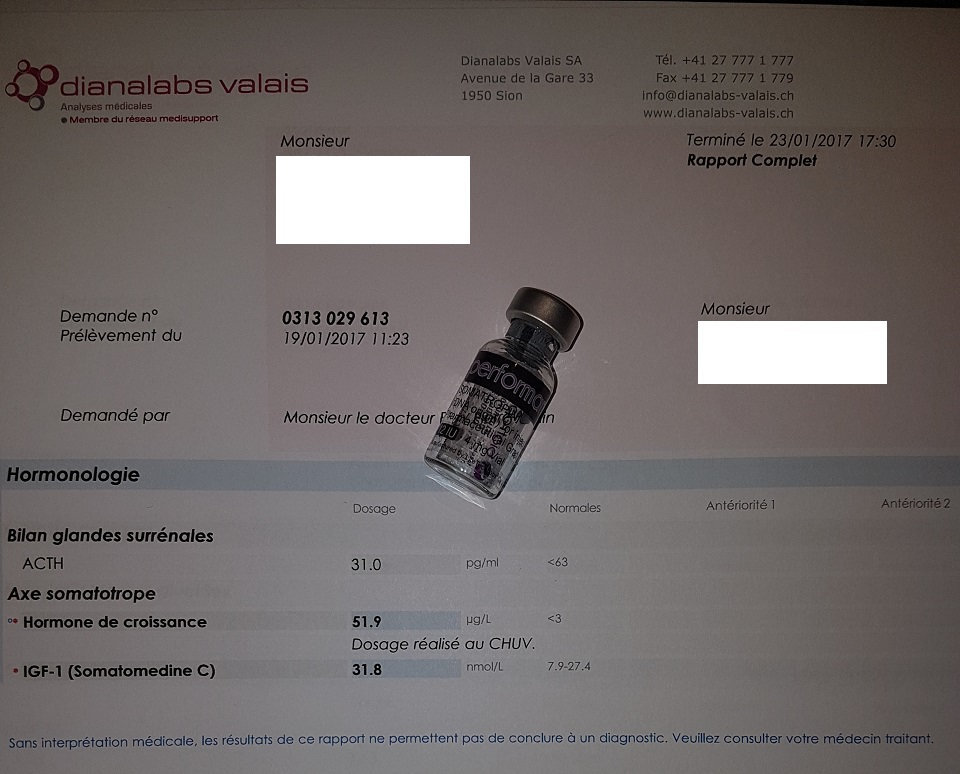 dianalabs valais
Analyses médicales
Membre du réseau medisupport
Dianalabs Valais SA
Avenue de la Gare 33
1950 Sion
Tél. +41 27 777 1 777
Fax +41 27 777 1 779
info@dianalabs-valais.ch
www.dianalabs-valais.ch
Monsieur
Terminé le 23/01/2017 17:30
Rapport Complet
Demande n° 0313 029 613
Prélèvement du 19/01/2017 11:23
Monsieur
Demandé par Monsieur le docteur
perform
4 mg
Hormonologie
Dosage Normales Antériorité 1 Antériorité 2
Bilan glandes surrénales
ACTH 31.0 pg/ml <63
Axe somatotrope
Hormone de croissance 51.9 µg/L <3
Dosage réalisé au CHUV.
IGF-1 (Somatomedine C) 31.8 nmol/L 7.9-27.4
Sans interprétation médicale, les résultats de ce rapport ne permettent pas de conclure à un diagnostic. Veuillez consulter votre médecin traitant.